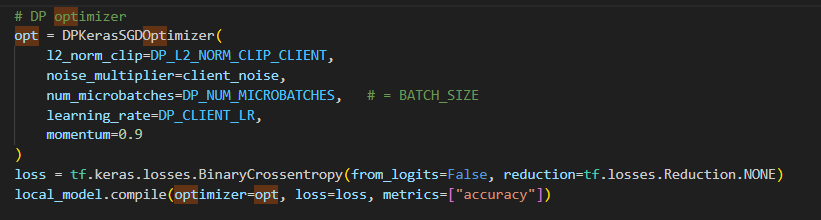 # DP optimizer
opt = DPKerasSGDOptimizer(
    l2_norm_clip=DP_L2_NORM_CLIP_CLIENT,
    noise_multiplier=client_noise,
    num_microbatches=DP_NUM_MICROBATCHES,   # = BATCH_SIZE
    learning_rate=DP_CLIENT_LR,
    momentum=0.9
)
loss = tf.keras.losses.BinaryCrossentropy(from_logits=False, reduction=tf.losses.Reduction.NONE)
local_model.compile(optimizer=opt, loss=loss, metrics=["accuracy"])